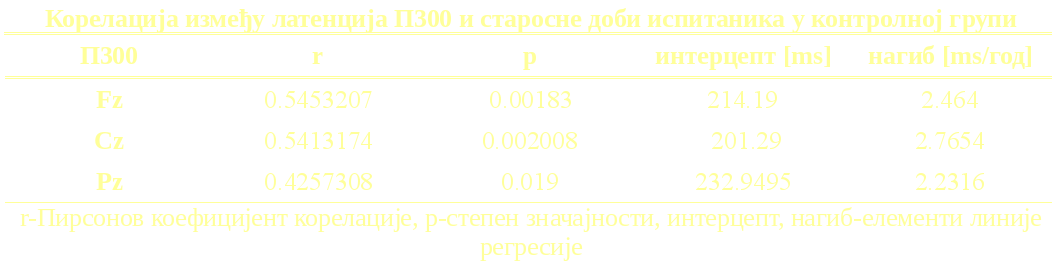 Корелација између латенција П300 и старосне доби испитаника у контролној групи
П300 r p интерцепт [ms] нагиб [ms/год]
Fz 0.5453207 0.00183 214.19 2.464
Cz 0.5413174 0.002008 201.29 2.7654
Pz 0.4257308 0.019 232.9495 2.2316
r-Пирсонов коефицијент корелације, p-степен значајности, интерцепт, нагиб-елементи линије
регресије